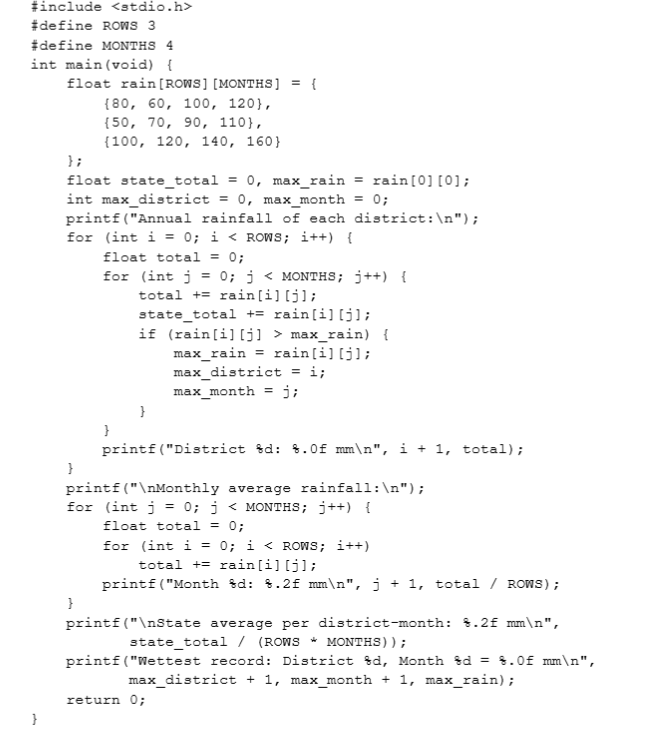 #include <stdio.h>
#define ROWS 3
#define MONTHS 4
int main(void) {
    float rain[ROWS][MONTHS] = {
        {80, 60, 100, 120},
        {50, 70, 90, 110},
        {100, 120, 140, 160}
    };
    float state_total = 0, max_rain = rain[0][0];
    int max_district = 0, max_month = 0;
    printf("Annual rainfall of each district:\n");
    for (int i = 0; i < ROWS; i++) {
        float total = 0;
        for (int j = 0; j < MONTHS; j++) {
            total += rain[i][j];
            state_total += rain[i][j];
            if (rain[i][j] > max_rain) {
                max_rain = rain[i][j];
                max_district = i;
                max_month = j;
            }
        }
        printf("District %d: %.0f mm\n", i + 1, total);
    }
    printf("\nMonthly average rainfall:\n");
    for (int j = 0; j < MONTHS; j++) {
        float total = 0;
        for (int i = 0; i < ROWS; i++)
            total += rain[i][j];
        printf("Month %d: %.2f mm\n", j + 1, total / ROWS);
    }
    printf("\nState average per district-month: %.2f mm\n",
           state_total / (ROWS * MONTHS));
    printf("Wettest record: District %d, Month %d = %.0f mm\n",
           max_district + 1, max_month + 1, max_rain);
    return 0;
}